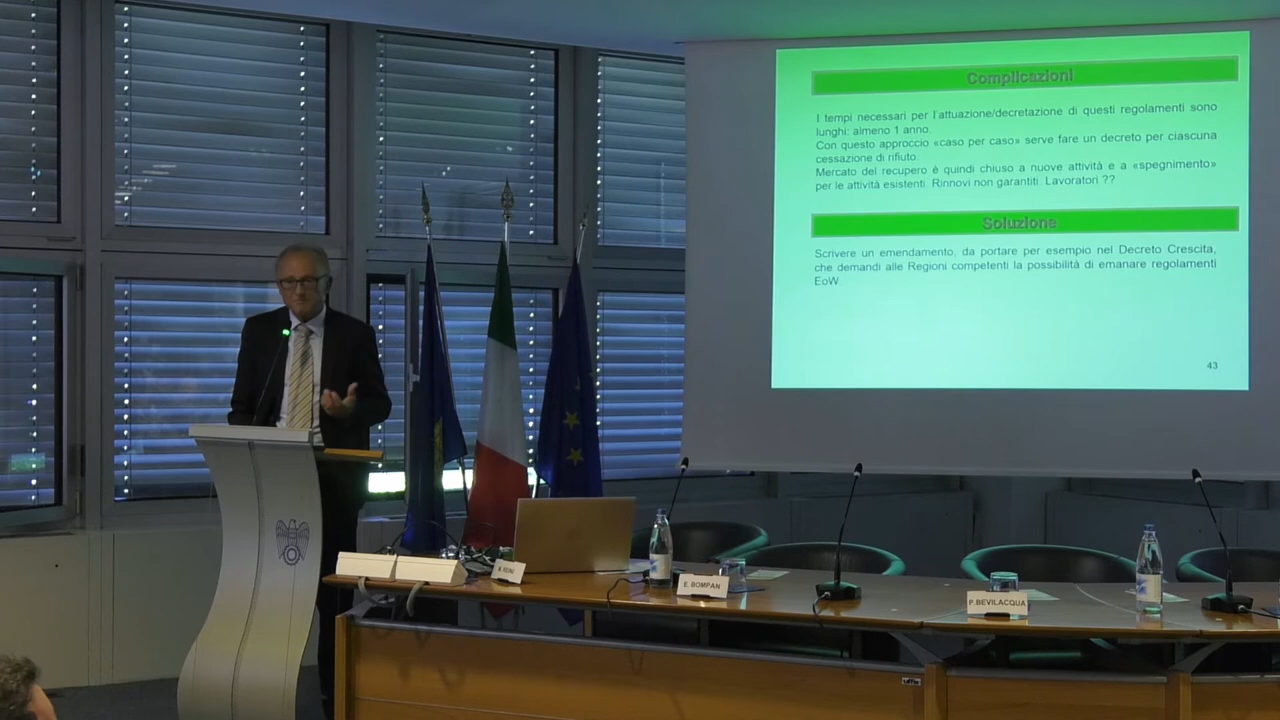 Complicazioni
I tempi necessari per l'attuazione/decretazione di questi regolamenti sono
lunghi: almeno 1 anno.
Con questo approccio «caso per caso» serve fare un decreto per ciascuna
cessazione di rifiuto.
Mercato del recupero è quindi chiuso a nuove attività e a «spegnimento»
per le attività esistenti. Rinnovi non garantiti. Lavoratori ??
Soluzione
Scrivere un emendamento, da portare per esempio nel Decreto Crescita,
che demandi alle Regioni competenti la possibilità di emanare regolamenti
EoW
43
E. BOMPAN
P.BEVILACQUA